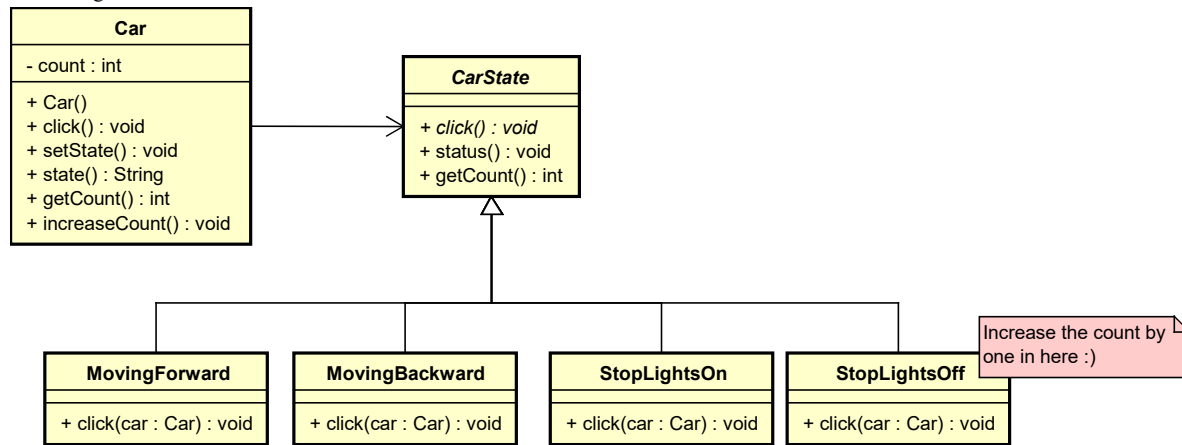 Car
- count : int
+ Car()
+ click() : void
+ setState() : void
+ state() : String
+ getCount() : int
+ increaseCount() : void
CarState
+ click() : void
+ status() : void
+ getCount() : int
MovingForward
+ click(car : Car) : void
MovingBackward
+ click(car : Car) : void
StopLightsOn
+ click(car : Car) : void
StopLightsOff
+ click(car : Car) : void
Increase the count by
one in here :)